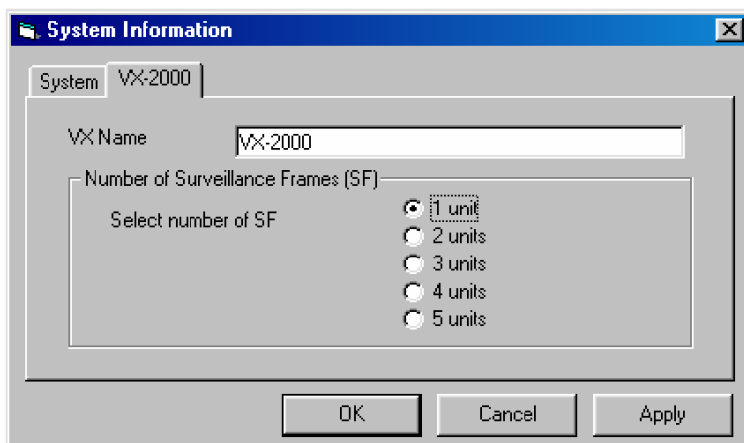 System Information
System VX-2000
VX Name VX-2000
Number of Surveillance Frames (SF)
Select number of SF
1 unit
2 units
3 units
4 units
5 units
OK Cancel Apply